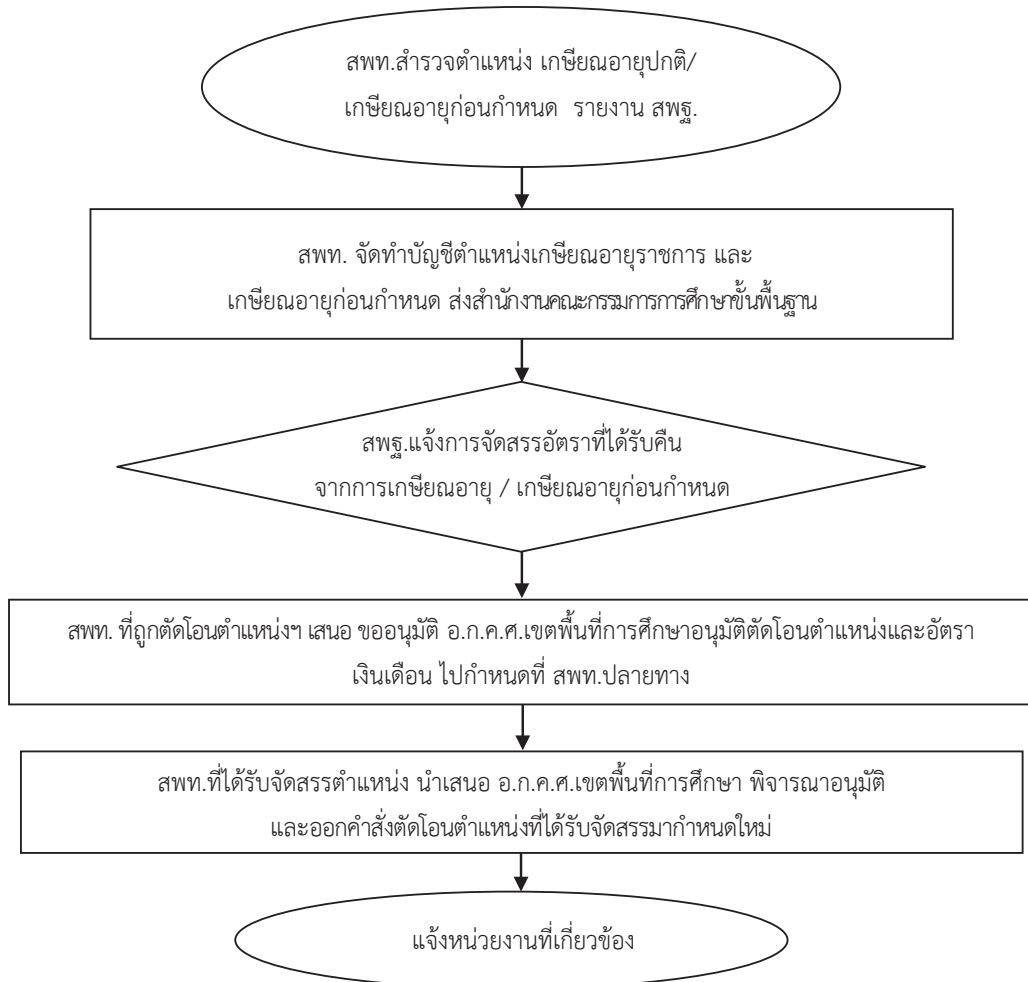 สพท.สำรวจตำแหน่ง เกษียณอายุปกติ/
เกษียณอายุก่อนกำหนด  รายงาน สพฐ.
สพท. จัดทำบัญชีตำแหน่งเกษียณอายุราชการ และ
เกษียณอายุก่อนกำหนด ส่งสำนักงานคณะกรรมการการศึกษาขั้นพื้นฐาน
สพฐ.แจ้งการจัดสรรอัตราที่ได้รับคืน
จากการเกษียณอายุ / เกษียณอายุก่อนกำหนด
สพท. ที่ถูกตัดโอนตำแหน่งฯ เสนอ ขออนุมัติ อ.ก.ค.ศ.เขตพื้นที่การศึกษาอนุมัติตัดโอนตำแหน่งและอัตรา
เงินเดือน ไปกำหนดที่ สพท.ปลายทาง
สพท.ที่ได้รับจัดสรรตำแหน่ง นำเสนอ อ.ก.ค.ศ.เขตพื้นที่การศึกษา พิจารณาอนุมัติ
และออกคำสั่งตัดโอนตำแหน่งที่ได้รับจัดสรรมากำหนดใหม่
แจ้งหน่วยงานที่เกี่ยวข้อง